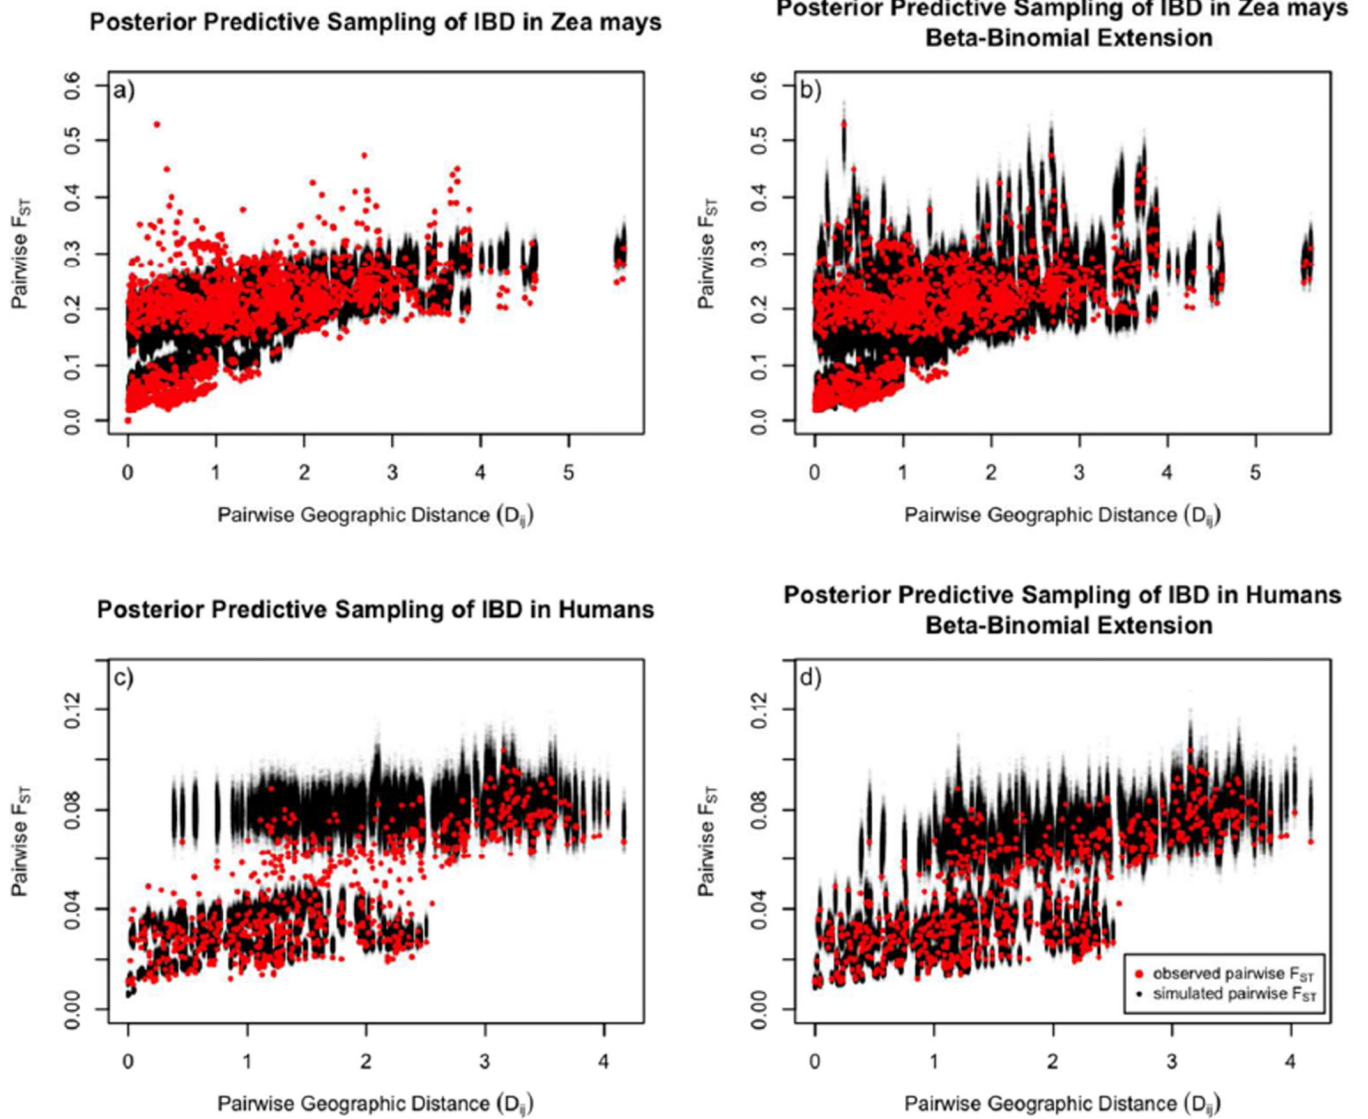 Posterior Predictive Sampling of IBD in Zea mays
a)
0.6
0.5
0.4
0.3
0.2
0.1
0.0
Pairwise FST
0 1 2 3 4 5
Pairwise Geographic Distance (Dij)
Posterior Predictive Sampling of IBD in Zea mays
Beta-Binomial Extension
b)
0.6
0.5
0.4
0.3
0.2
0.1
0.0
Pairwise FST
0 1 2 3 4 5
Pairwise Geographic Distance (Dij)
Posterior Predictive Sampling of IBD in Humans
c)
0.12
0.08
0.04
0.00
Pairwise FST
0 1 2 3 4
Pairwise Geographic Distance (Dij)
Posterior Predictive Sampling of IBD in Humans
Beta-Binomial Extension
d)
0.12
0.08
0.04
0.00
Pairwise FST
observed pairwise FST
simulated pairwise FST
0 1 2 3 4
Pairwise Geographic Distance (Dij)